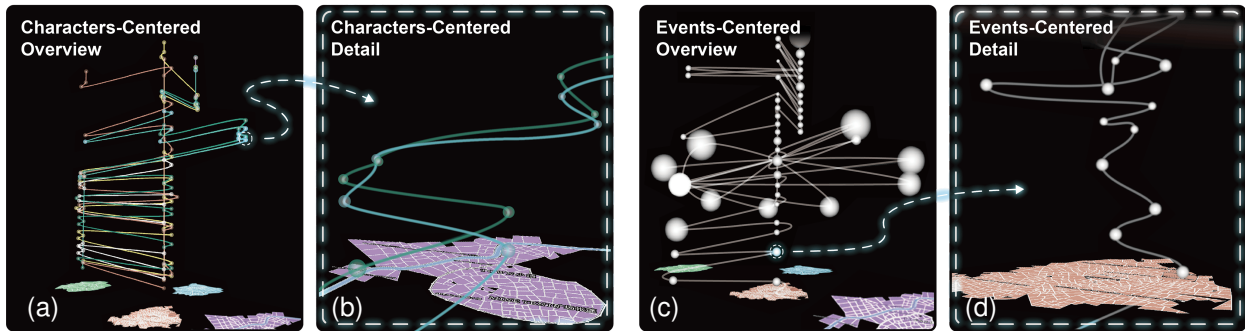 Characters-Centered
Overview
(a)
Characters-Centered
Detail
(b)
Events-Centered
Overview
(c)
Events-Centered
Detail
(d)